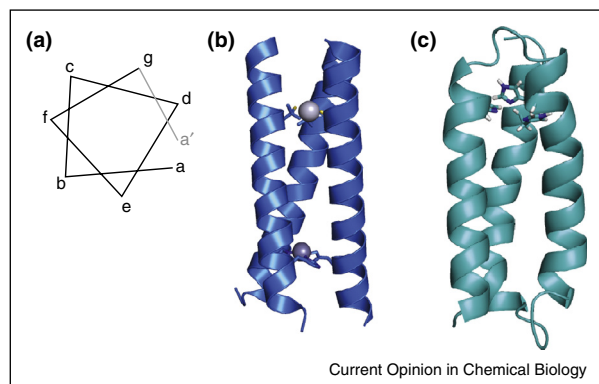 (a)
(b)
(c)
g
c
d
f
a′
a
b
e
Current Opinion in Chemical Biology